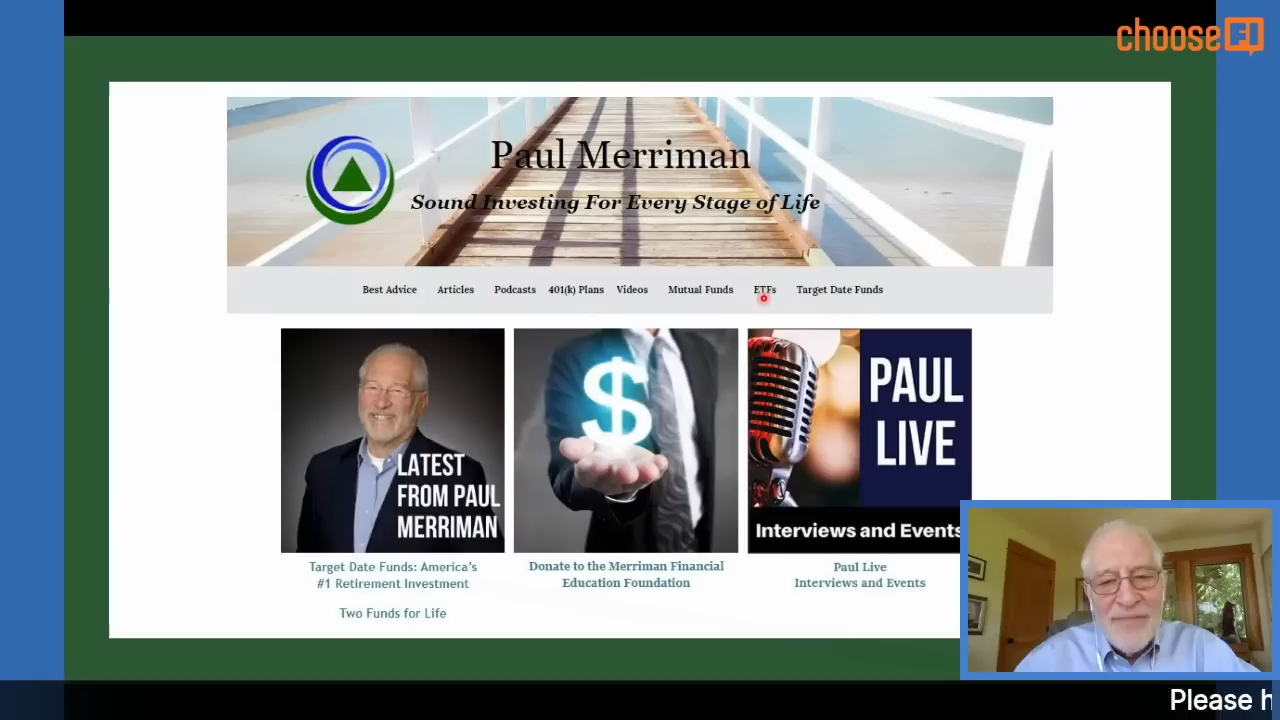 chooseFI
Paul Merriman
Sound Investing For Every Stage of Life
Best Advice Articles Podcasts 401(k) Plans Videos Mutual Funds ETFs Target Date Funds
LATEST
FROM PAUL
MERRIMAN
$
PAUL
LIVE
Interviews and Events
Target Date Funds: America's
#1 Retirement Investment
Two Funds for Life
Donate to the Merriman Financial
Education Foundation
Paul Live
Interviews and Events
Please h